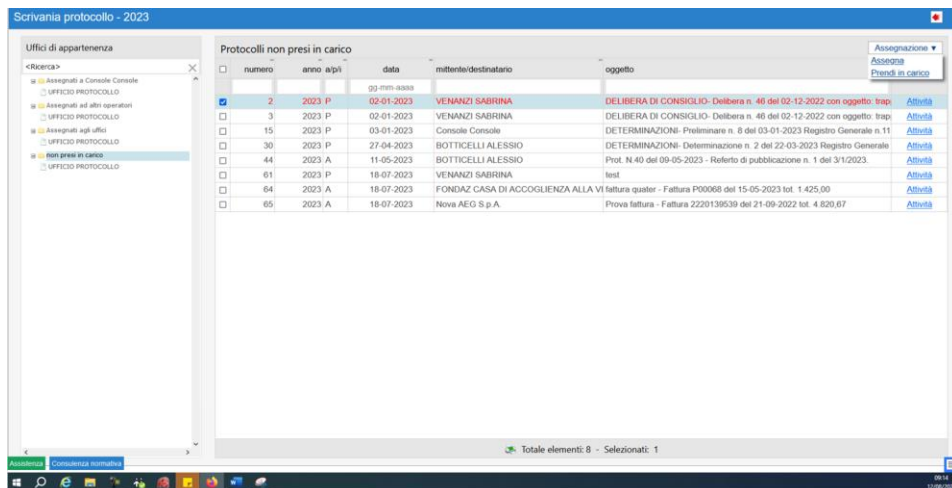 Scrivania protocollo - 2023
Uffici di appartenenza
<Ricerca>
Assegnati a Console Console
UFFICIO PROTOCOLLO
Assegnati ad altri operatori
UFFICIO PROTOCOLLO
Assegnati agli uffici
UFFICIO PROTOCOLLO
non presi in carico
UFFICIO PROTOCOLLO
Protocolli non presi in carico
Assegnazione ▼
Assegna
Prendi in carico
numero anno a/p/i data mittente/destinatario oggetto
gg-mm-aaaa
2 2023 P 02-01-2023 VENANZI SABRINA DELIBERA DI CONSIGLIO- Delibera n. 46 del 02-12-2022 con oggetto: trap Attività
3 2023 P 02-01-2023 VENANZI SABRINA DELIBERA DI CONSIGLIO- Delibera n. 46 del 02-12-2022 con oggetto: trap Attività
15 2023 P 03-01-2023 Console Console DETERMINAZIONI- Preliminare n. 8 del 03-01-2023 Registro Generale n.11 Attività
30 2023 P 27-04-2023 BOTTICELLI ALESSIO DETERMINAZIONI- Determinazione n. 2 del 22-03-2023 Registro Generale Attività
44 2023 A 11-05-2023 BOTTICELLI ALESSIO Prot. N.40 del 09-05-2023 - Referto di pubblicazione n. 1 del 3/1/2023. Attività
61 2023 P 18-07-2023 VENANZI SABRINA test Attività
64 2023 A 18-07-2023 FONDAZ CASA DI ACCOGLIENZA ALLA VI fattura quater - Fattura P00068 del 15-05-2023 tot. 1.425,00 Attività
65 2023 A 18-07-2023 Nova AEG S.p.A. Prova fattura - Fattura 2220139539 del 21-09-2022 tot. 4.820,67 Attività
Totale elementi: 8 - Selezionati: 1
Assistenza Consulenza normativa
09:14